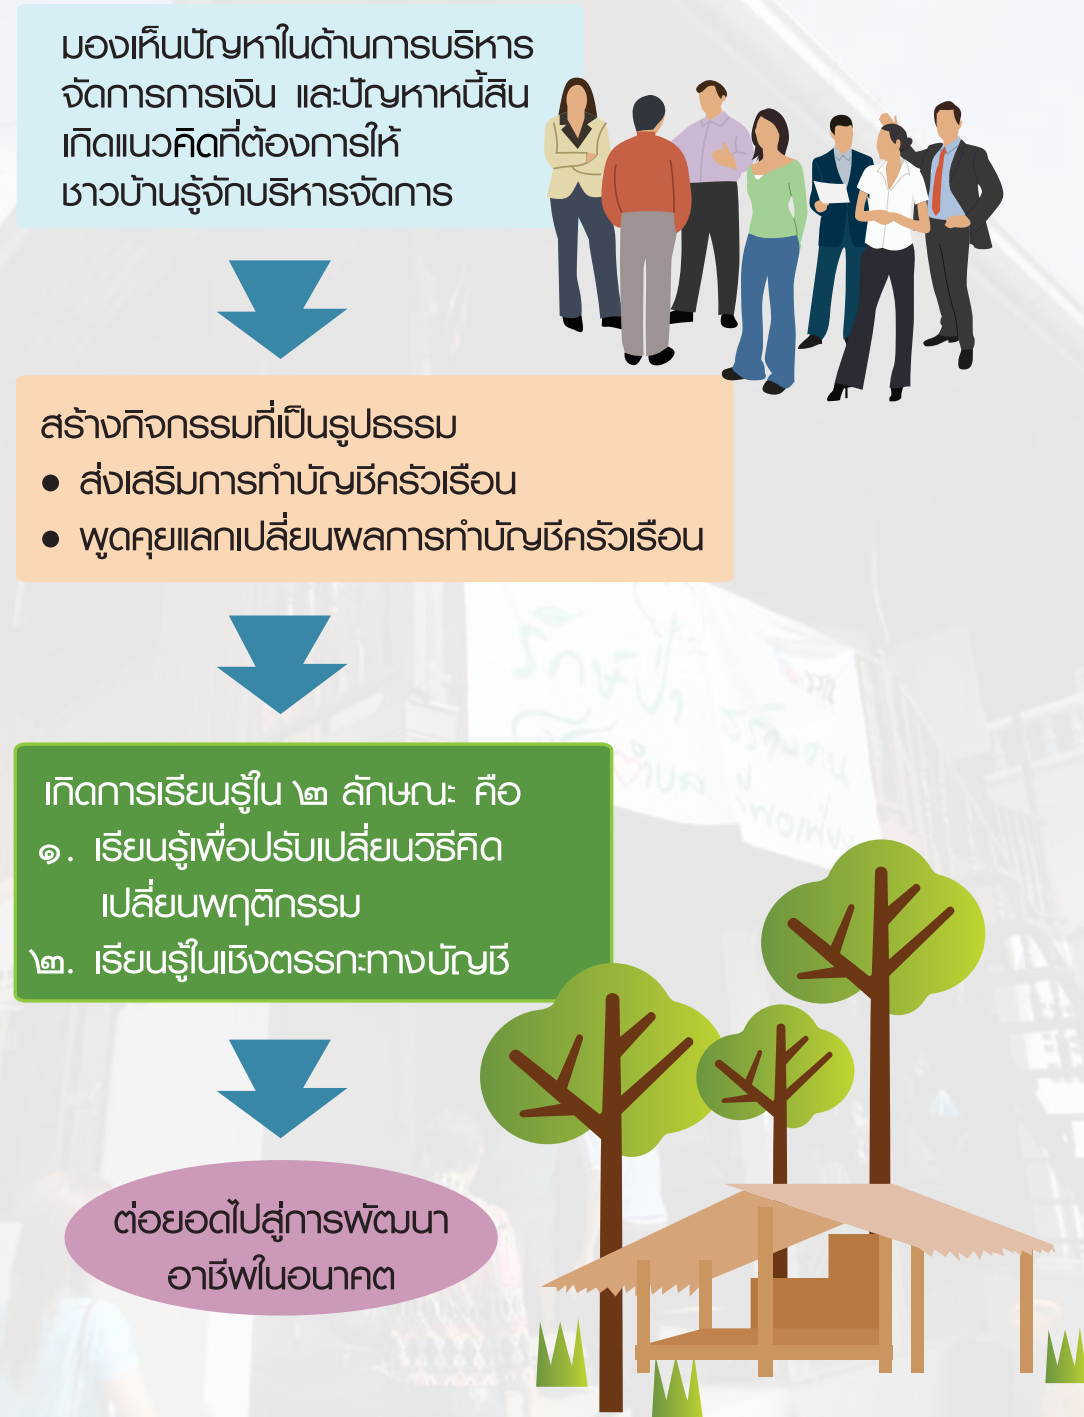 มองเห็นปัญหาในด้านการบริหาร
จัดการการเงิน และปัญหาหนี้สิน
เกิดแนวคิดที่ต้องการให้
ชาวบ้านรู้จักบริหารจัดการ
สร้างกิจกรรมที่เป็นรูปธรรม
● ส่งเสริมการทำบัญชีครัวเรือน
● พูดคุยแลกเปลี่ยนผลการทำบัญชีครัวเรือน
เกิดการเรียนรู้ใน ๒ ลักษณะ คือ
๑. เรียนรู้เพื่อปรับเปลี่ยนวิธีคิด
เปลี่ยนพฤติกรรม
๒. เรียนรู้ในเชิงตรรกะทางบัญชี
ต่อยอดไปสู่การพัฒนา
อาชีพในอนาคต